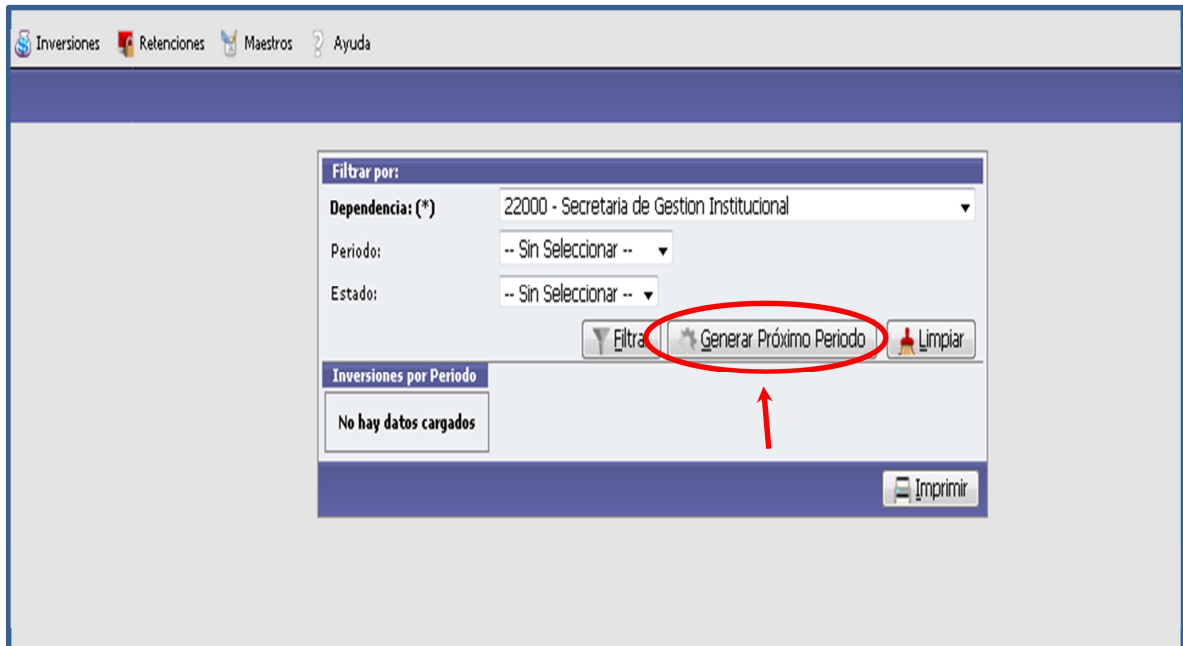 Inversiones Retenciones Maestros Ayuda
Filtrar por:
Dependencia: (*) 22000 - Secretaria de Gestion Institucional
Periodo: -- Sin Seleccionar --
Estado: -- Sin Seleccionar --
Filtrar Generar Próximo Periodo Limpiar
Inversiones por Periodo
No hay datos cargados
Imprimir